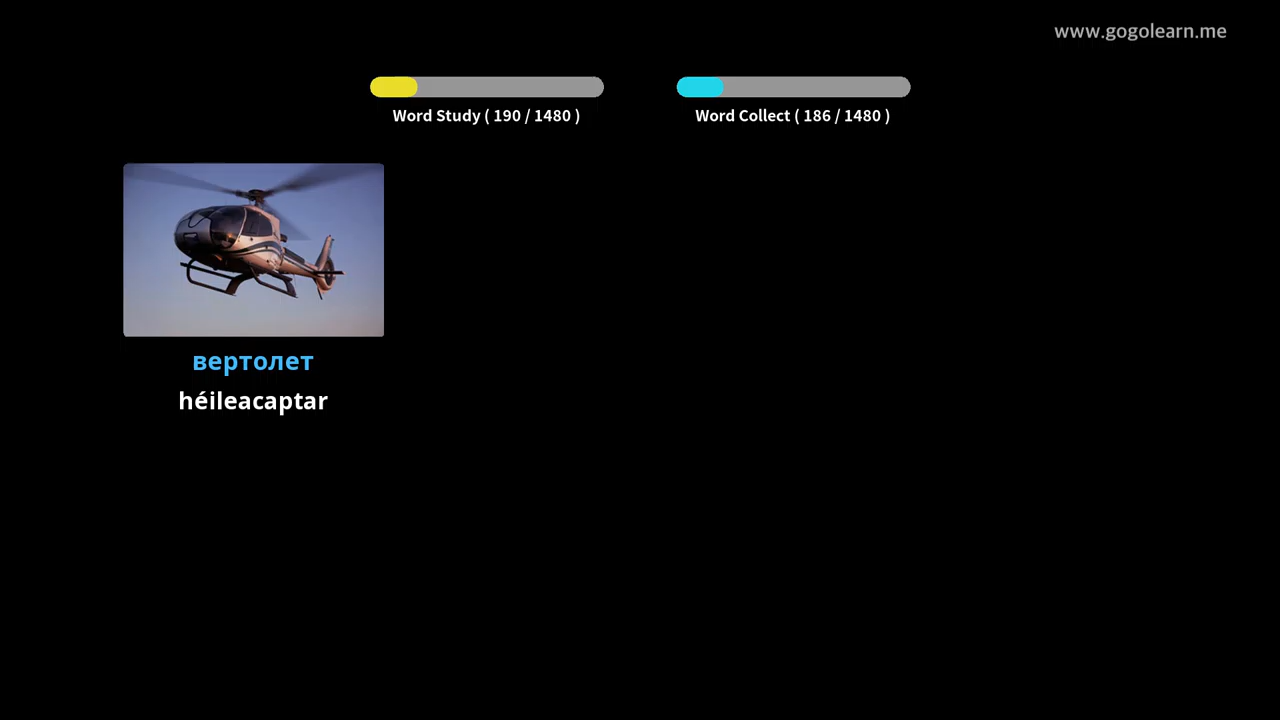 www.gogolearn.me
Word Study ( 190 / 1480 )
Word Collect ( 186 / 1480 )
вертолет
héileacaptar